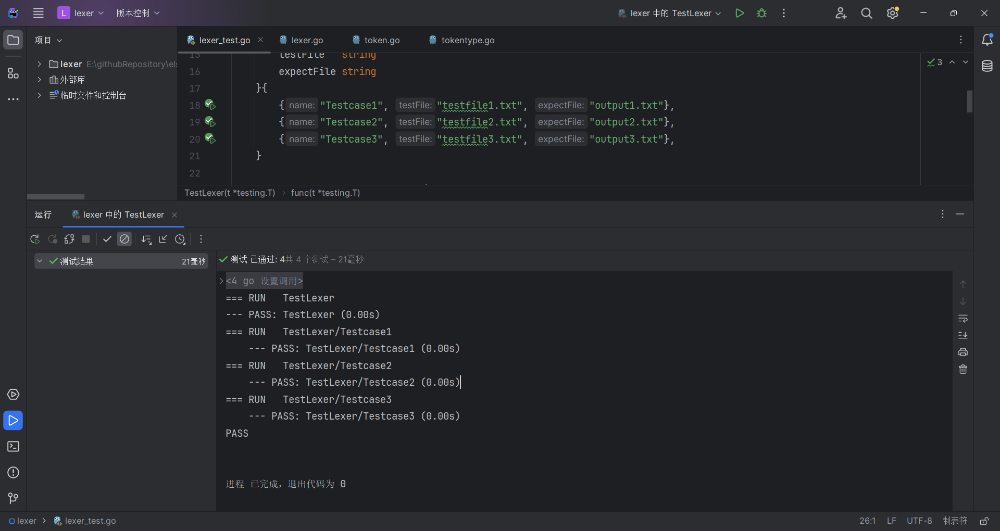 GO
L lexer 版本控制 lexer 中的 TestLexer
项目
lexer E:\githubRepository\els
外部库
临时文件和控制台
lexer_test.go lexer.go token.go tokentype.go
15 testFile string
16 expectFile string
17 }{
18 { name: "Testcase1", testFile: "testfile1.txt", expectFile: "output1.txt"},
19 { name: "Testcase2", testFile: "testfile2.txt", expectFile: "output2.txt"},
20 { name: "Testcase3", testFile: "testfile3.txt", expectFile: "output3.txt"},
21 }
22
3
TestLexer(t *testing.T) › func(t *testing.T)
运行 lexer 中的 TestLexer
测试结果 21毫秒
测试 已通过: 4共 4 个测试 – 21毫秒
<4 go 设置调用>
=== RUN   TestLexer
--- PASS: TestLexer (0.00s)
=== RUN   TestLexer/Testcase1
    --- PASS: TestLexer/Testcase1 (0.00s)
=== RUN   TestLexer/Testcase2
    --- PASS: TestLexer/Testcase2 (0.00s)
=== RUN   TestLexer/Testcase3
    --- PASS: TestLexer/Testcase3 (0.00s)
PASS
进程 已完成，退出代码为 0
lexer > lexer_test.go 26:1 LF UTF-8 制表符